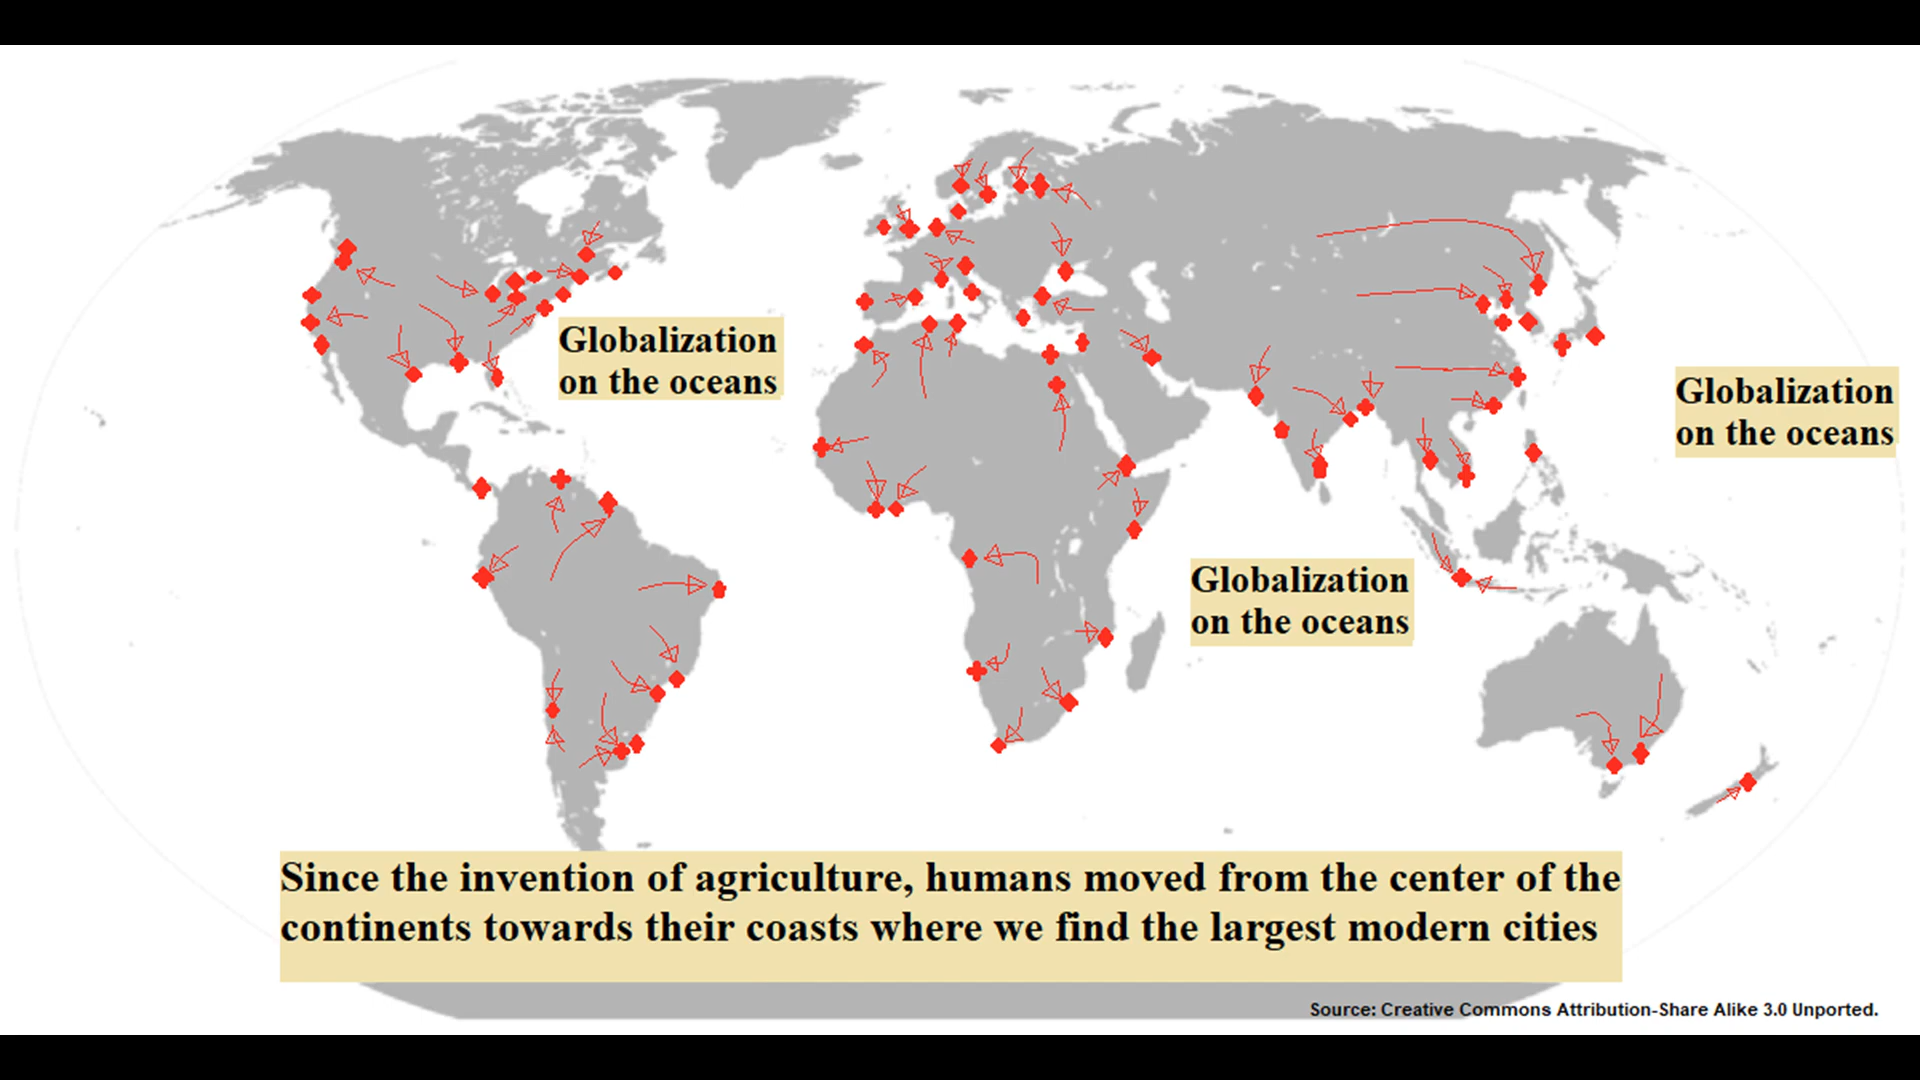 Globalization
on the oceans
Globalization
on the oceans
Globalization
on the oceans
Since the invention of agriculture, humans moved from the center of the
continents towards their coasts where we find the largest modern cities
Source: Creative Commons Attribution-Share Alike 3.0 Unported.